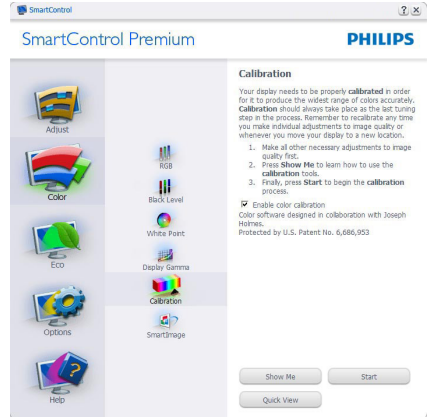 SmartControl
? ×
SmartControl Premium
PHILIPS
Adjust
Color
Eco
Options
Help
RGB
Black Level
White Point
Display Gamma
Calibration
SmartImage
Calibration
Your display needs to be properly calibrated in order
for it to produce the widest range of colors accurately.
Calibration should always take place as the last tuning
step in the process. Remember to recalibrate any time
you make individual adjustments to image quality or
whenever you move your display to a new location.
1. Make all other necessary adjustments to image
quality first.
2. Press Show Me to learn how to use the
calibration tools.
3. Finally, press Start to begin the calibration
process.
Enable color calibration
Color software designed in collaboration with Joseph
Holmes.
Protected by U.S. Patent No. 6,686,953
Show Me
Start
Quick View